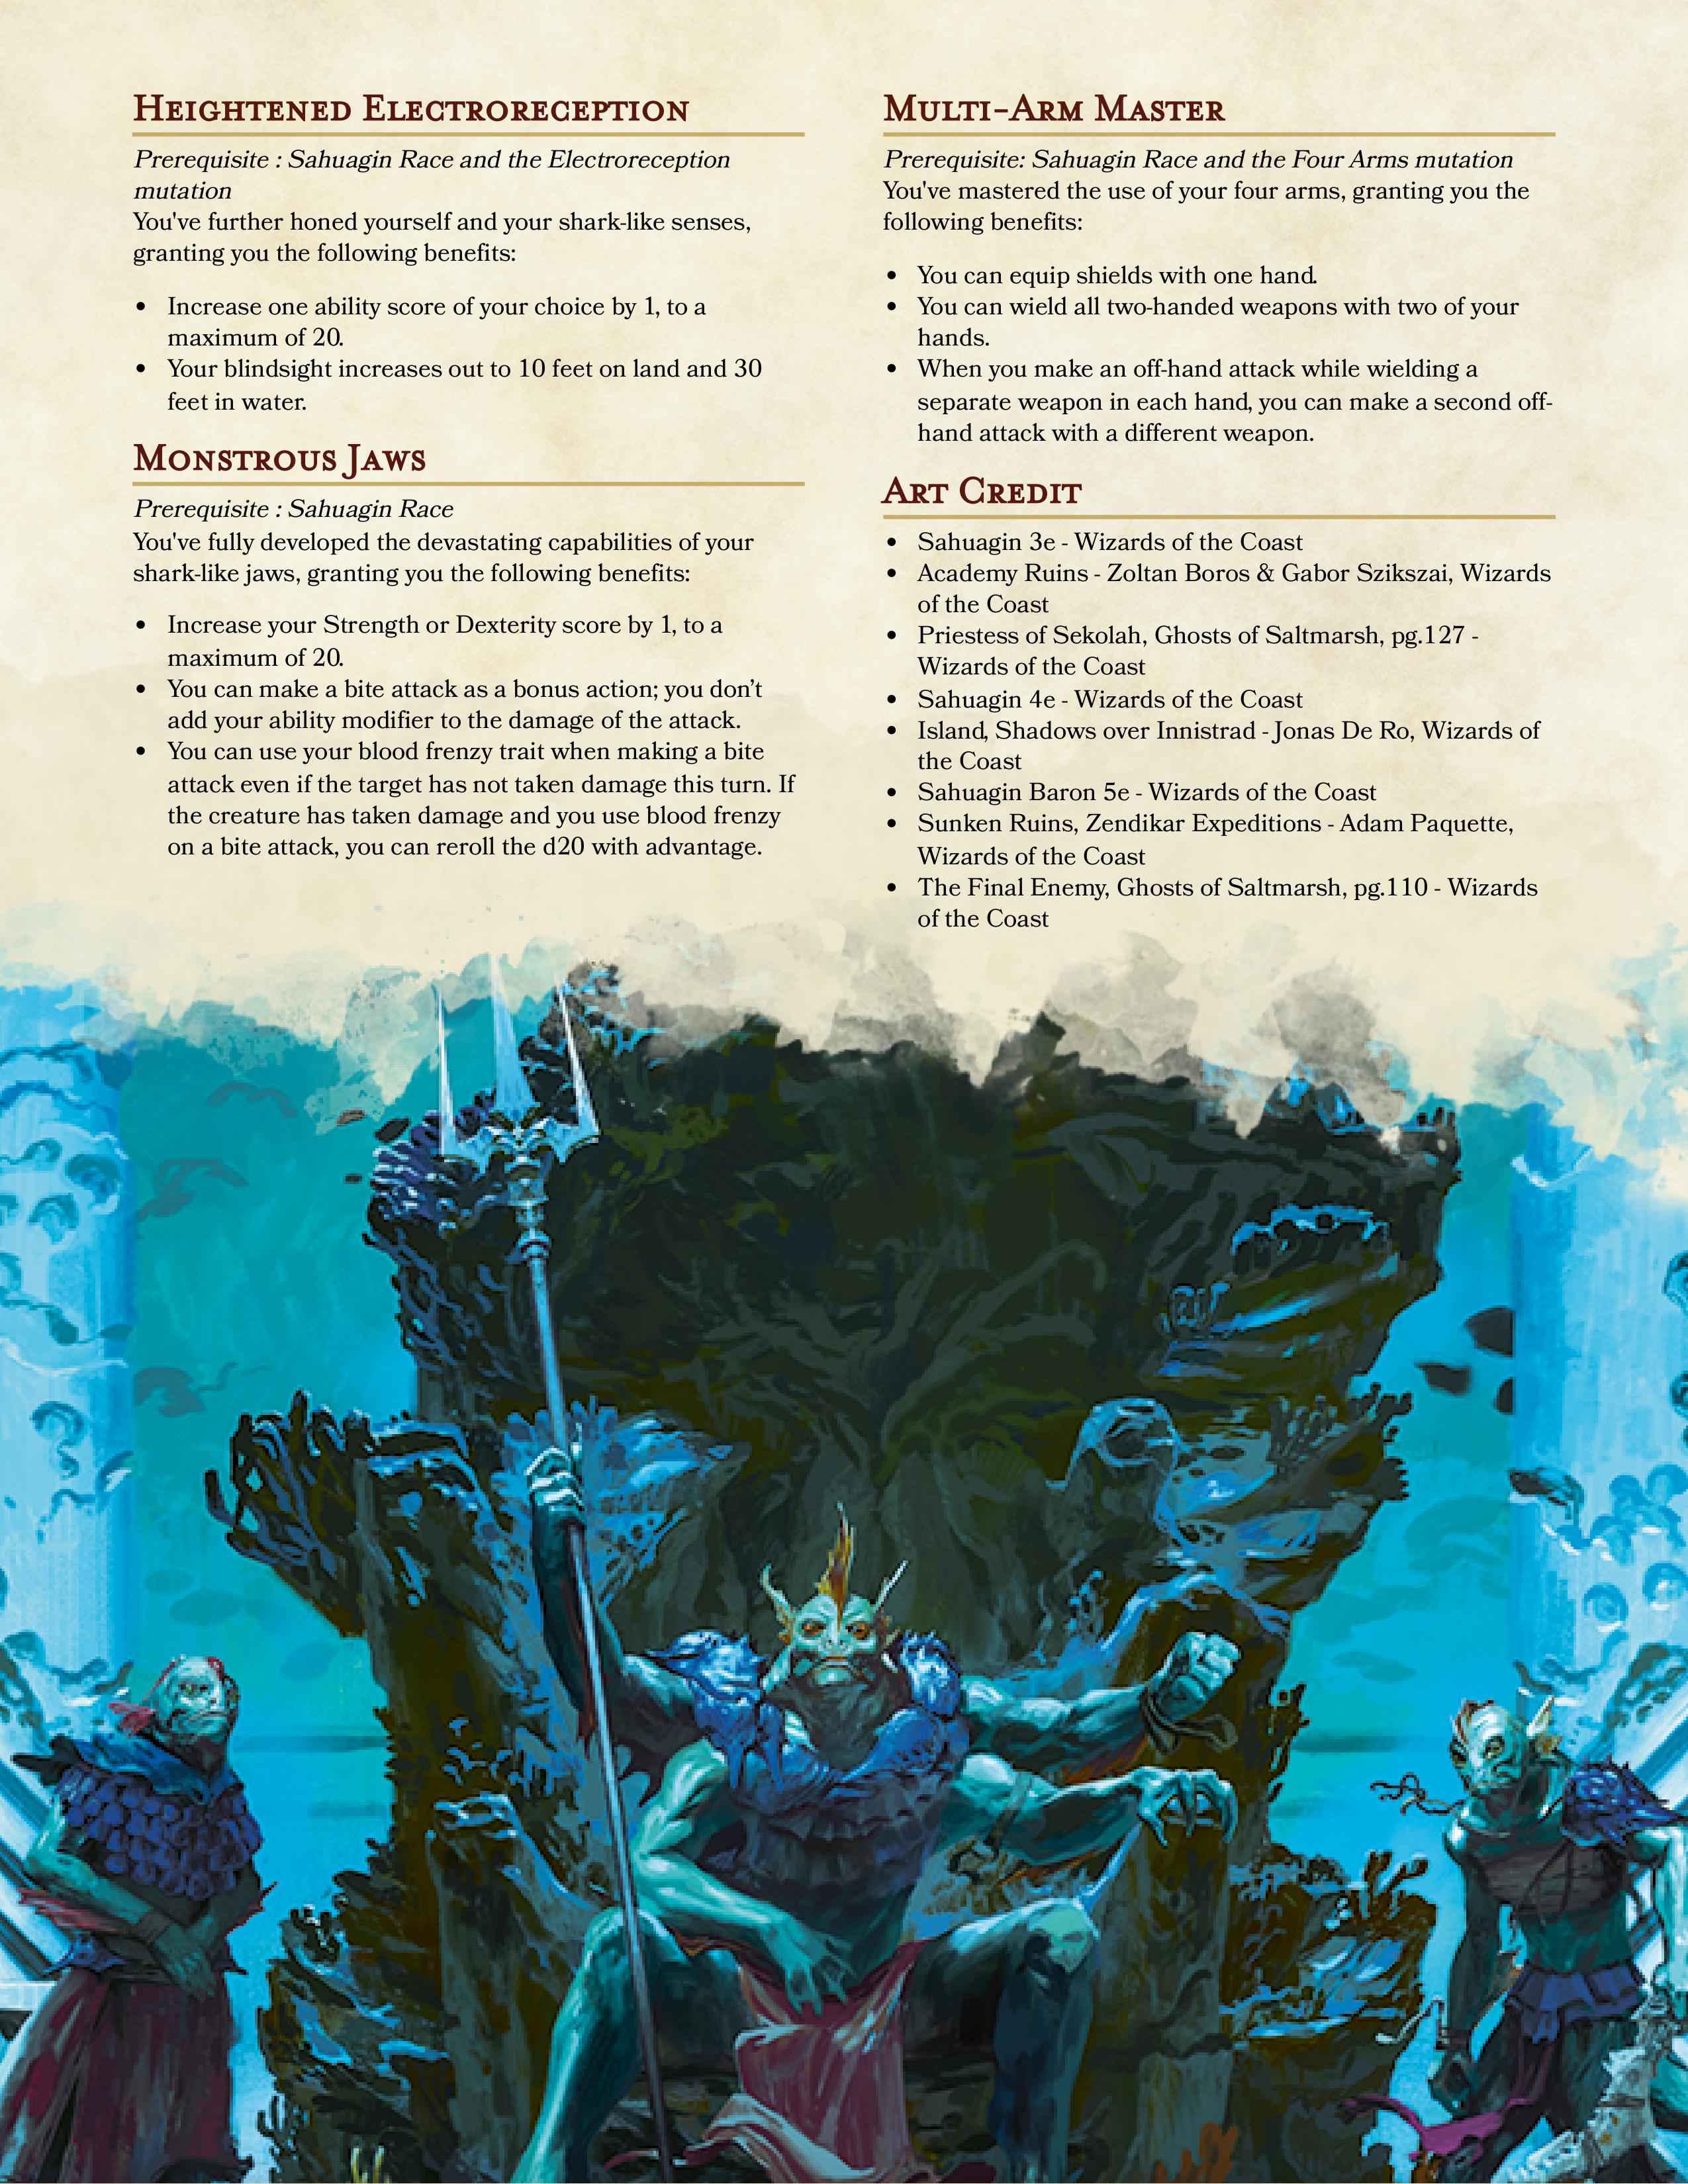 Heightened Electroreception
Prerequisite : Sahuagin Race and the Electroreception
mutation
You've further honed yourself and your shark-like senses,
granting you the following benefits:
• Increase one ability score of your choice by 1, to a
maximum of 20.
• Your blindsight increases out to 10 feet on land and 30
feet in water.
Monstrous Jaws
Prerequisite : Sahuagin Race
You've fully developed the devastating capabilities of your
shark-like jaws, granting you the following benefits:
• Increase your Strength or Dexterity score by 1, to a
maximum of 20.
• You can make a bite attack as a bonus action; you don’t
add your ability modifier to the damage of the attack.
• You can use your blood frenzy trait when making a bite
attack even if the target has not taken damage this turn. If
the creature has taken damage and you use blood frenzy
on a bite attack, you can reroll the d20 with advantage.
Multi-Arm Master
Prerequisite: Sahuagin Race and the Four Arms mutation
You've mastered the use of your four arms, granting you the
following benefits:
• You can equip shields with one hand.
• You can wield all two-handed weapons with two of your
hands.
• When you make an off-hand attack while wielding a
separate weapon in each hand, you can make a second off-
hand attack with a different weapon.
Art Credit
• Sahuagin 3e - Wizards of the Coast
• Academy Ruins - Zoltan Boros & Gabor Szikszai, Wizards
of the Coast
• Priestess of Sekolah, Ghosts of Saltmarsh, pg.127 -
Wizards of the Coast
• Sahuagin 4e - Wizards of the Coast
• Island, Shadows over Innistrad - Jonas De Ro, Wizards of
the Coast
• Sahuagin Baron 5e - Wizards of the Coast
• Sunken Ruins, Zendikar Expeditions - Adam Paquette,
Wizards of the Coast
• The Final Enemy, Ghosts of Saltmarsh, pg.110 - Wizards
of the Coast